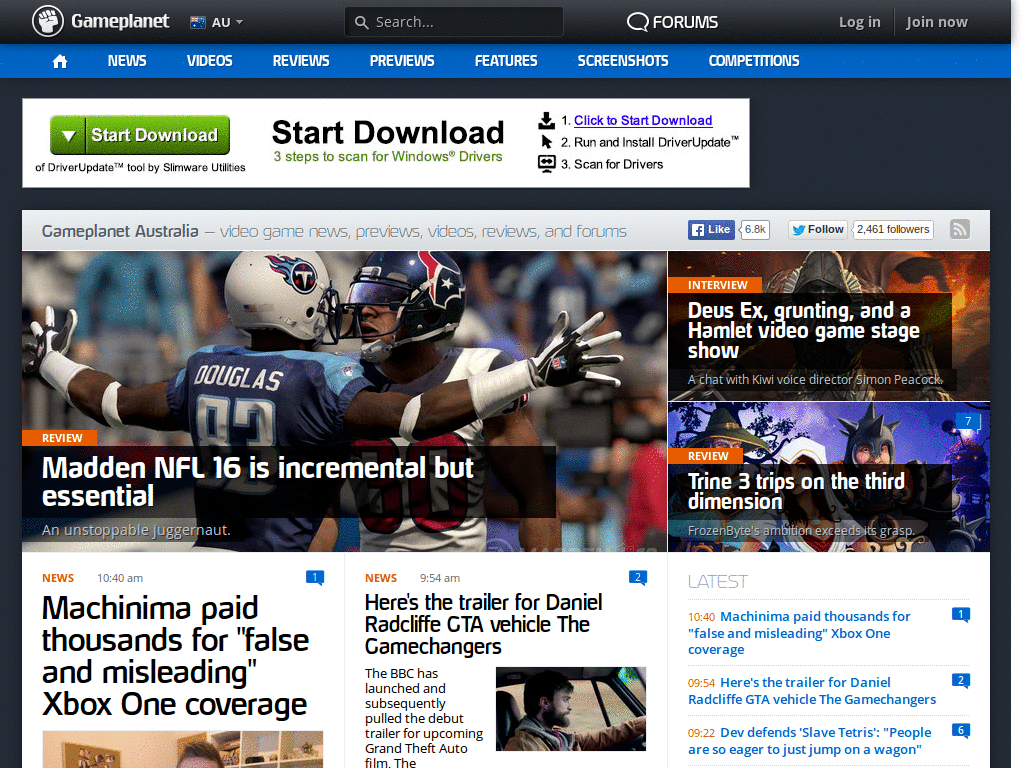 Gameplanet
AU
Search...
FORUMS
Log in
Join now
NEWS
VIDEOS
REVIEWS
PREVIEWS
FEATURES
SCREENSHOTS
COMPETITIONS
Start Download
of DriverUpdate™ tool by Slimware Utilities
Start Download
3 steps to scan for Windows® Drivers
1. Click to Start Download
2. Run and Install DriverUpdate™
3. Scan for Drivers
Gameplanet Australia – video game news, previews, videos, reviews, and forums
Like
6.8k
Follow
2,461 followers
DOUGLAS
83
REVIEW
Madden NFL 16 is incremental but
essential
An unstoppable juggernaut.
INTERVIEW
Deus Ex, grunting, and a
Hamlet video game stage
show
A chat with Kiwi voice director Simon Peacock.
7
REVIEW
Trine 3 trips on the third
dimension
FrozenByte's ambition exceeds its grasp.
NEWS 10:40 am
1
Machinima paid
thousands for "false
and misleading"
Xbox One coverage
NEWS 9:54 am
2
Here's the trailer for Daniel
Radcliffe GTA vehicle The
Gamechangers
The BBC has
launched and
subsequently
pulled the debut
trailer for upcoming
Grand Theft Auto
film, The
LATEST
10:40 Machinima paid thousands for
"false and misleading" Xbox One
coverage
1
09:54 Here's the trailer for Daniel
Radcliffe GTA vehicle The Gamechangers
2
09:22 Dev defends 'Slave Tetris': "People
are so eager to just jump on a wagon"
6